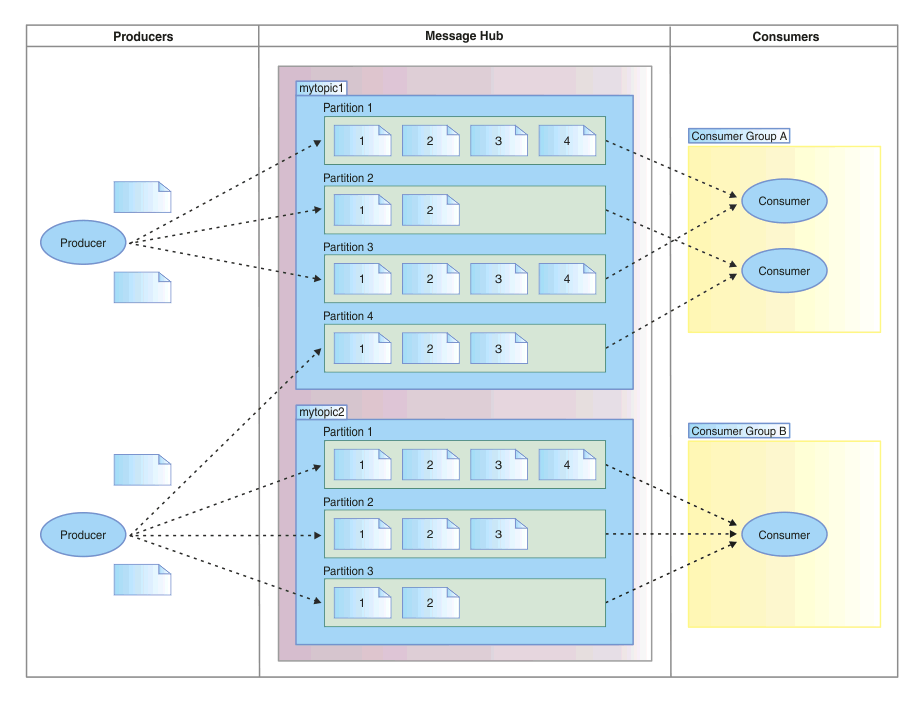 Producers
Message Hub
Consumers
mytopic1
Partition 1
1 2 3 4
Partition 2
1 2
Partition 3
1 2 3 4
Partition 4
1 2 3
Producer
Consumer Group A
Consumer
Consumer
mytopic2
Partition 1
1 2 3 4
Partition 2
1 2 3
Partition 3
1 2
Producer
Consumer Group B
Consumer